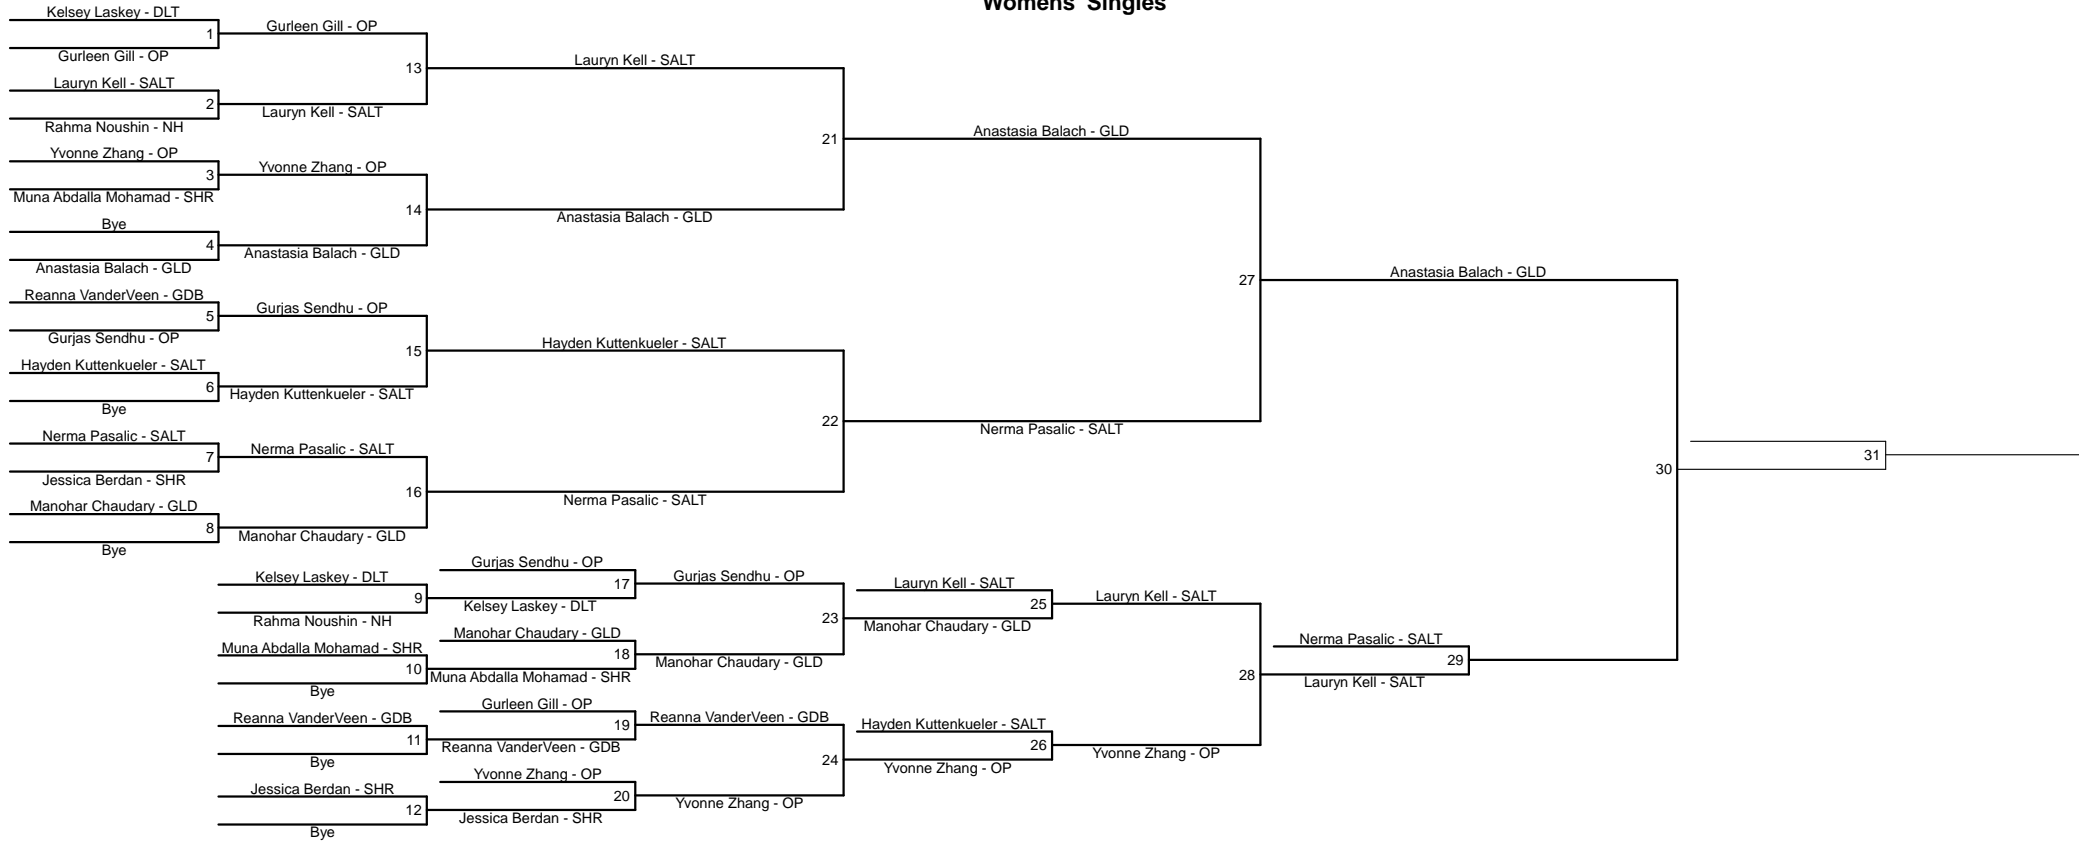 Womens' Singles
Kelsey Laskey - DLT
1
Gurleen Gill - OP
Gurleen Gill - OP
13
Lauryn Kell - SALT
Lauryn Kell - SALT
2
Lauryn Kell - SALT
Rahma Noushin - NH
21
Anastasia Balach - GLD
Yvonne Zhang - OP
3
Yvonne Zhang - OP
Muna Abdalla Mohamad - SHR
14
Anastasia Balach - GLD
Bye
4
Anastasia Balach - GLD
Anastasia Balach - GLD
27
Anastasia Balach - GLD
Reanna VanderVeen - GDB
5
Gurjas Sendhu - OP
Gurjas Sendhu - OP
15
Hayden Kuttenkueler - SALT
Hayden Kuttenkueler - SALT
6
Hayden Kuttenkueler - SALT
Bye
22
Nerma Pasalic - SALT
Nerma Pasalic - SALT
7
Nerma Pasalic - SALT
Jessica Berdan - SHR
16
Nerma Pasalic - SALT
Manohar Chaudary - GLD
8
Manohar Chaudary - GLD
Bye
30
31
Kelsey Laskey - DLT
9
Rahma Noushin - NH
Gurjas Sendhu - OP
17
Kelsey Laskey - DLT
Gurjas Sendhu - OP
23
Lauryn Kell - SALT
25
Manohar Chaudary - GLD
Lauryn Kell - SALT
Muna Abdalla Mohamad - SHR
10
Bye
Manohar Chaudary - GLD
18
Muna Abdalla Mohamad - SHR
Manohar Chaudary - GLD
28
Nerma Pasalic - SALT
29
Lauryn Kell - SALT
Reanna VanderVeen - GDB
11
Bye
Gurleen Gill - OP
19
Reanna VanderVeen - GDB
Reanna VanderVeen - GDB
24
Hayden Kuttenkueler - SALT
26
Yvonne Zhang - OP
Yvonne Zhang - OP
Jessica Berdan - SHR
12
Bye
Yvonne Zhang - OP
20
Jessica Berdan - SHR
Yvonne Zhang - OP